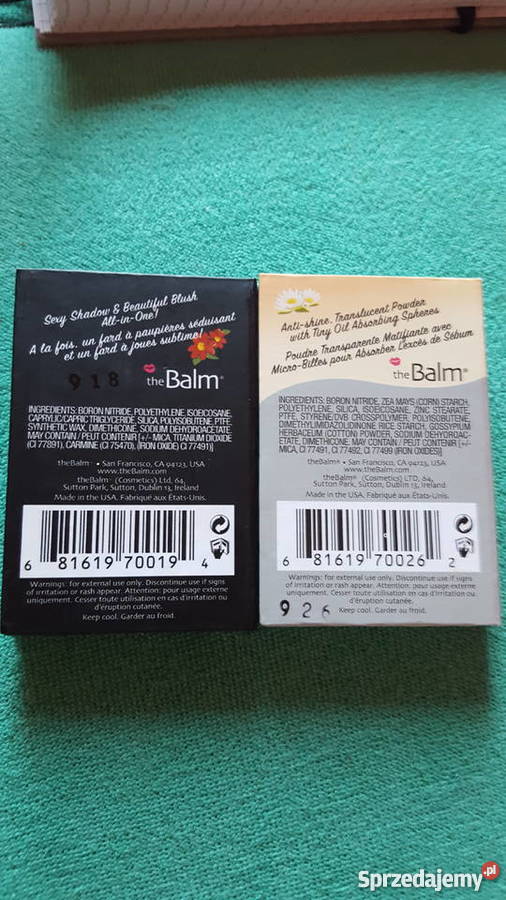 Sexy Shadow & Beautiful Blush
All-in-One!
A la fois, un fard à paupières séduisant
et un fard à joues sublime!
918
the Balm®
INGREDIENTS: BORON NITRIDE, POLYETHYLENE, ISOEICOSANE,
CAPRYLIC/CAPRIC TRIGLYCERIDE, SILICA, POLYISOBUTENE, PTFE,
SYNTHETIC WAX, DIMETHICONE, SODIUM DEHYDROACETATE,
MAY CONTAIN / PEUT CONTENIR [+/- MICA, TITANIUM DIOXIDE
(CI 77891), CARMINE (CI 75470), (IRON OXIDE) (CI 77491)]
theBalm® • San Francisco, CA 94123, USA
www.theBalm.com
theBalm® (Cosmetics) Ltd, 64,
Sutton Park, Sutton, Dublin 13, Ireland
Made in the USA. Fabriqué aux États-Unis.
6 81619 70019 4
Warnings: for external use only. Discontinue use if signs
of irritation or rash appear. Attention: pour usage externe
uniquement. Cesser toute utilisation en cas d'irritation ou
d'éruption cutanée.
Keep cool. Garder au froid.
Anti-shine, Translucent Powder
with Tiny Oil Absorbing Spheres
Poudre Transparente Matifiante avec
Micro-Billes pour Absorber L'excès de Sébum
the Balm®
INGREDIENTS: BORON NITRIDE, ZEA MAYS (CORN) STARCH,
POLYETHYLENE, SILICA, ISOEICOSANE, ZINC STEARATE,
PTFE, STYRENE/DVB CROSSPOLYMER, POLYISOBUTENE,
DIMETHYLIMIDAZOLIDINONE RICE STARCH, GOSSYPIUM
HERBACEUM (COTTON) POWDER, SODIUM DEHYDROAC-
ETATE, DIMETHICONE, MAY CONTAIN / PEUT CONTENIR [+/-
MICA, CI 77491, CI 77492, CI 77499 (IRON OXIDES)]
theBalm® • San Francisco, CA 94123, USA
www.theBalm.com
theBalm® (Cosmetics) LTD, 64,
Sutton Park, Sutton, Dublin 13, Ireland
Made in the USA. Fabriqué aux États-Unis.
6 81619 70026 2
Warnings: for external use only. Discontinue use if signs of
irritation or rash appear. Attention: pour usage externe
uniquement. Cesser toute utilisation en cas d'irritation ou
d'éruption cutanée.
926
Keep cool. Garder au froid.
Sprzedajemy.pl